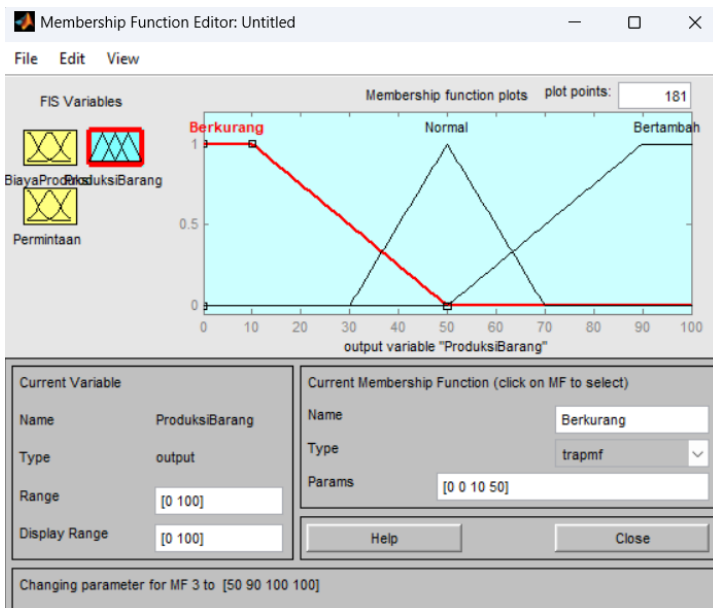 Membership Function Editor: Untitled
File Edit View
FIS Variables
Membership function plots plot points: 181
Berkurang Normal Bertambah
1
0.5
0
0 10 20 30 40 50 60 70 80 90 100
output variable "ProduksiBarang"
BiayaProduksi ProduksiBarang
Permintaan
Current Variable
Name ProduksiBarang
Type output
Range [0 100]
Display Range [0 100]
Current Membership Function (click on MF to select)
Name Berkurang
Type trapmf
Params [0 0 10 50]
Help Close
Changing parameter for MF 3 to [50 90 100 100]